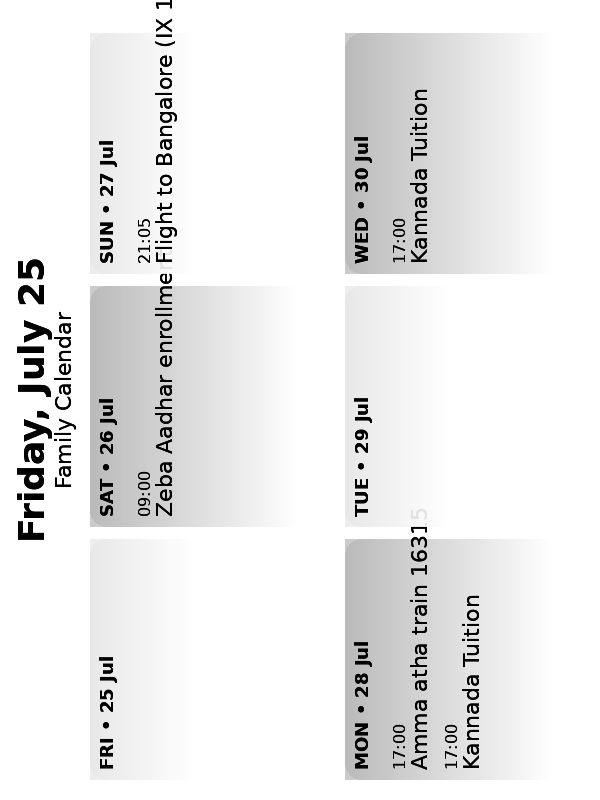 Friday, July 25
Family Calendar
FRI • 25 Jul
SAT • 26 Jul
09:00
Zeba Aadhar enrollme
SUN • 27 Jul
21:05
Flight to Bangalore (IX 1
MON • 28 Jul
17:00
Amma atha train 16315
17:00
Kannada Tuition
TUE • 29 Jul
WED • 30 Jul
17:00
Kannada Tuition